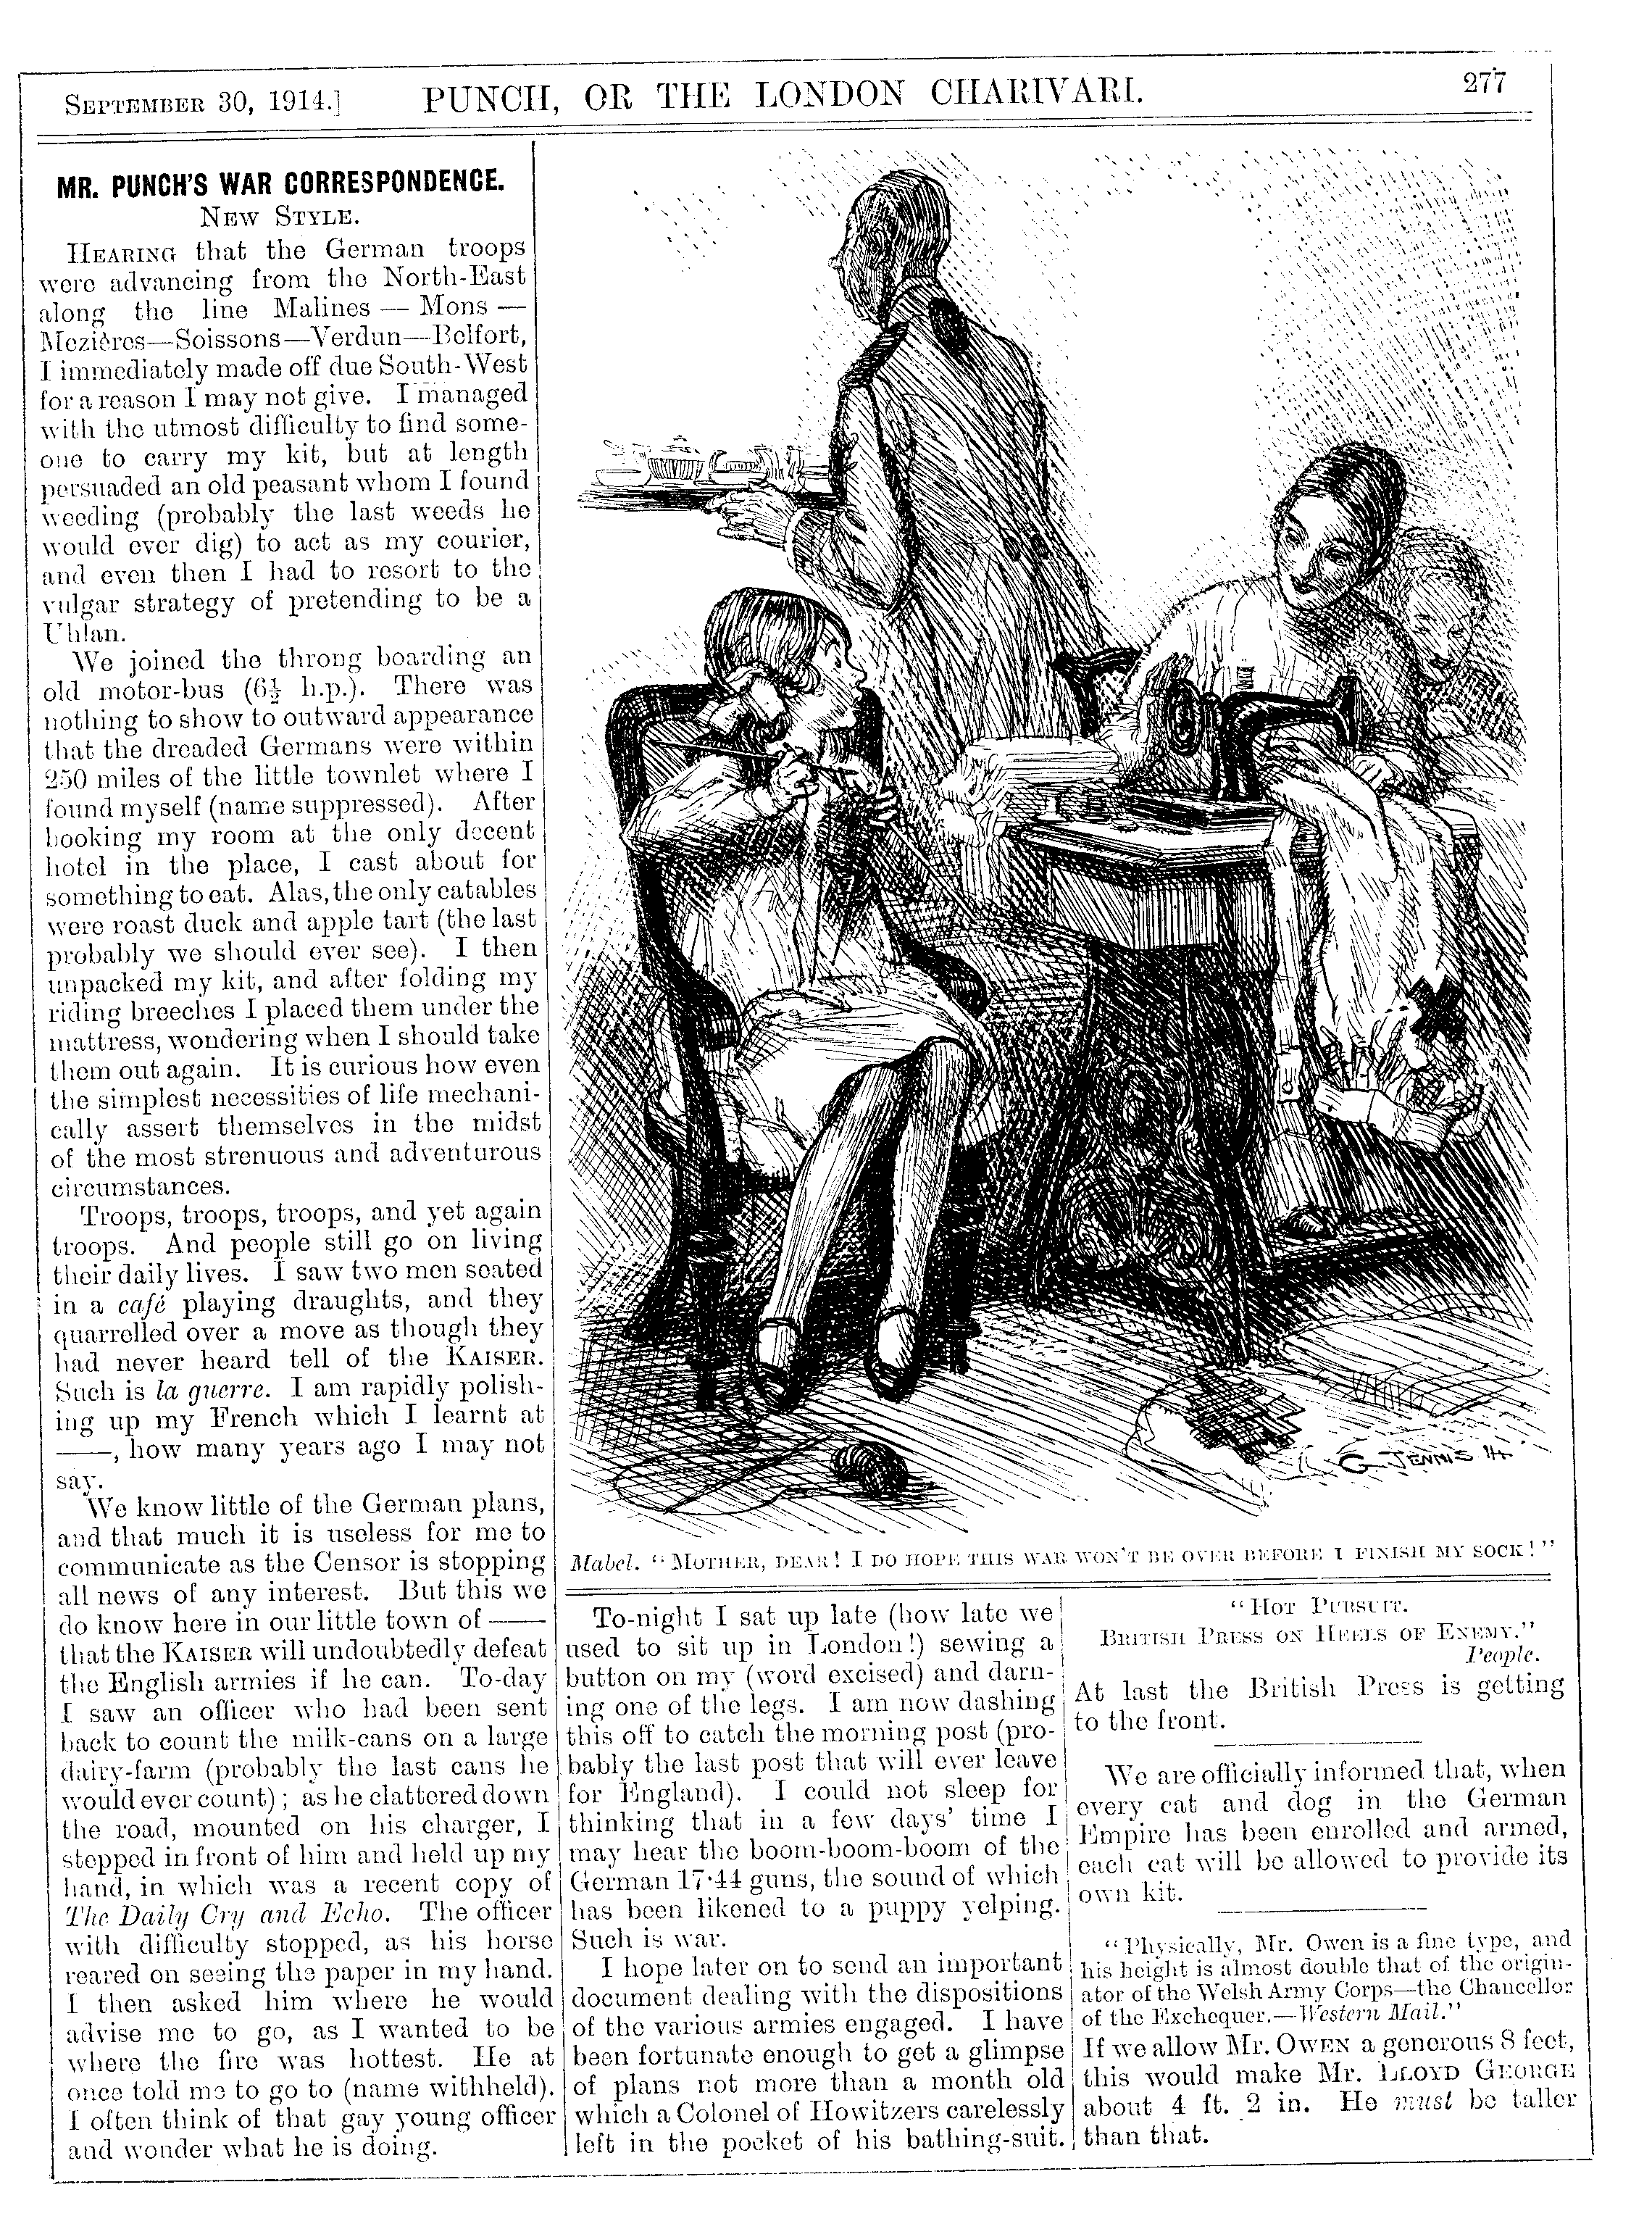 SEPTEMBER 30, 1914.] PUNCH, OR THE LONDON CHARIVARI. 277
MR. PUNCH'S WAR CORRESPONDENCE.
NEW STYLE.
HEARING that the German troops
were advancing from the North-East
along the line Malines — Mons —
Mezières—Soissons—Verdun—Belfort,
I immediately made off due South-West
for a reason I may not give. I managed
with the utmost difficulty to find some-
one to carry my kit, but at length
persuaded an old peasant whom I found
weeding (probably the last weeds he
would ever dig) to act as my courier,
and even then I had to resort to the
vulgar strategy of pretending to be a
Uhlan.
We joined the throng boarding an
old motor-bus (6½ h.p.). There was
nothing to show to outward appearance
that the dreaded Germans were within
250 miles of the little townlet where I
found myself (name suppressed). After
booking my room at the only decent
hotel in the place, I cast about for
something to eat. Alas, the only eatables
were roast duck and apple tart (the last
probably we should ever see). I then
unpacked my kit, and after folding my
riding breeches I placed them under the
mattress, wondering when I should take
them out again. It is curious how even
the simplest necessities of life mechani-
cally assert themselves in the midst
of the most strenuous and adventurous
circumstances.
Troops, troops, troops, and yet again
troops. And people still go on living
their daily lives. I saw two men seated
in a café playing draughts, and they
quarrelled over a move as though they
had never heard tell of the KAISER.
Such is la guerre. I am rapidly polish-
ing up my French which I learnt at
——, how many years ago I may not
say.
We know little of the German plans,
and that much it is useless for me to
communicate as the Censor is stopping
all news of any interest. But this we
do know here in our little town of ——
that the KAISER will undoubtedly defeat
the English armies if he can. To-day
I saw an officer who had been sent
back to count the milk-cans on a large
dairy-farm (probably the last cans he
would ever count); as he clattered down
the road, mounted on his charger, I
stepped in front of him and held up my
hand, in which was a recent copy of
The Daily Cry and Echo. The officer
with difficulty stopped, as his horse
reared on seeing the paper in my hand.
I then asked him where he would
advise me to go, as I wanted to be
where the fire was hottest. He at
once told me to go to (name withheld).
I often think of that gay young officer
and wonder what he is doing.
G. JENNIS 14.
Mabel. "MOTHER, DEAR! I DO HOPE THIS WAR WON'T BE OVER BEFORE I FINISH MY SOCK!"
To-night I sat up late (how late we
used to sit up in London!) sewing a
button on my (word excised) and darn-
ing one of the legs. I am now dashing
this off to catch the morning post (pro-
bably the last post that will ever leave
for England). I could not sleep for
thinking that in a few days' time I
may hear the boom-boom-boom of the
German 17·44 guns, the sound of which
has been likened to a puppy yelping.
Such is war.
I hope later on to send an important
document dealing with the dispositions
of the various armies engaged. I have
been fortunate enough to get a glimpse
of plans not more than a month old
which a Colonel of Howitzers carelessly
left in the pocket of his bathing-suit.
"HOT PURSUIT.
BRITISH PRESS ON HEELS OF ENEMY."
People.
At last the British Press is getting
to the front.
We are officially informed that, when
every cat and dog in the German
Empire has been enrolled and armed,
each cat will be allowed to provide its
own kit.
"Physically, Mr. Owen is a fine type, and
his height is almost double that of the origin-
ator of the Welsh Army Corps—the Chancellor
of the Exchequer.—Western Mail."
If we allow Mr. OWEN a generous 8 feet,
this would make Mr. LLOYD GEORGE
about 4 ft. 2 in. He must be taller
than that.